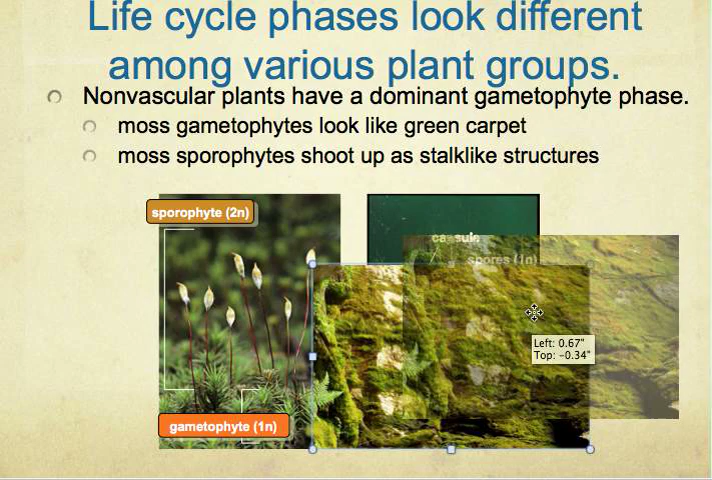 Life cycle phases look different
among various plant groups.
Nonvascular plants have a dominant gametophyte phase.
moss gametophytes look like green carpet
moss sporophytes shoot up as stalklike structures
sporophyte (2n)
capsule
spores (1n)
Left: 0.67"
Top: -0.34"
gametophyte (1n)